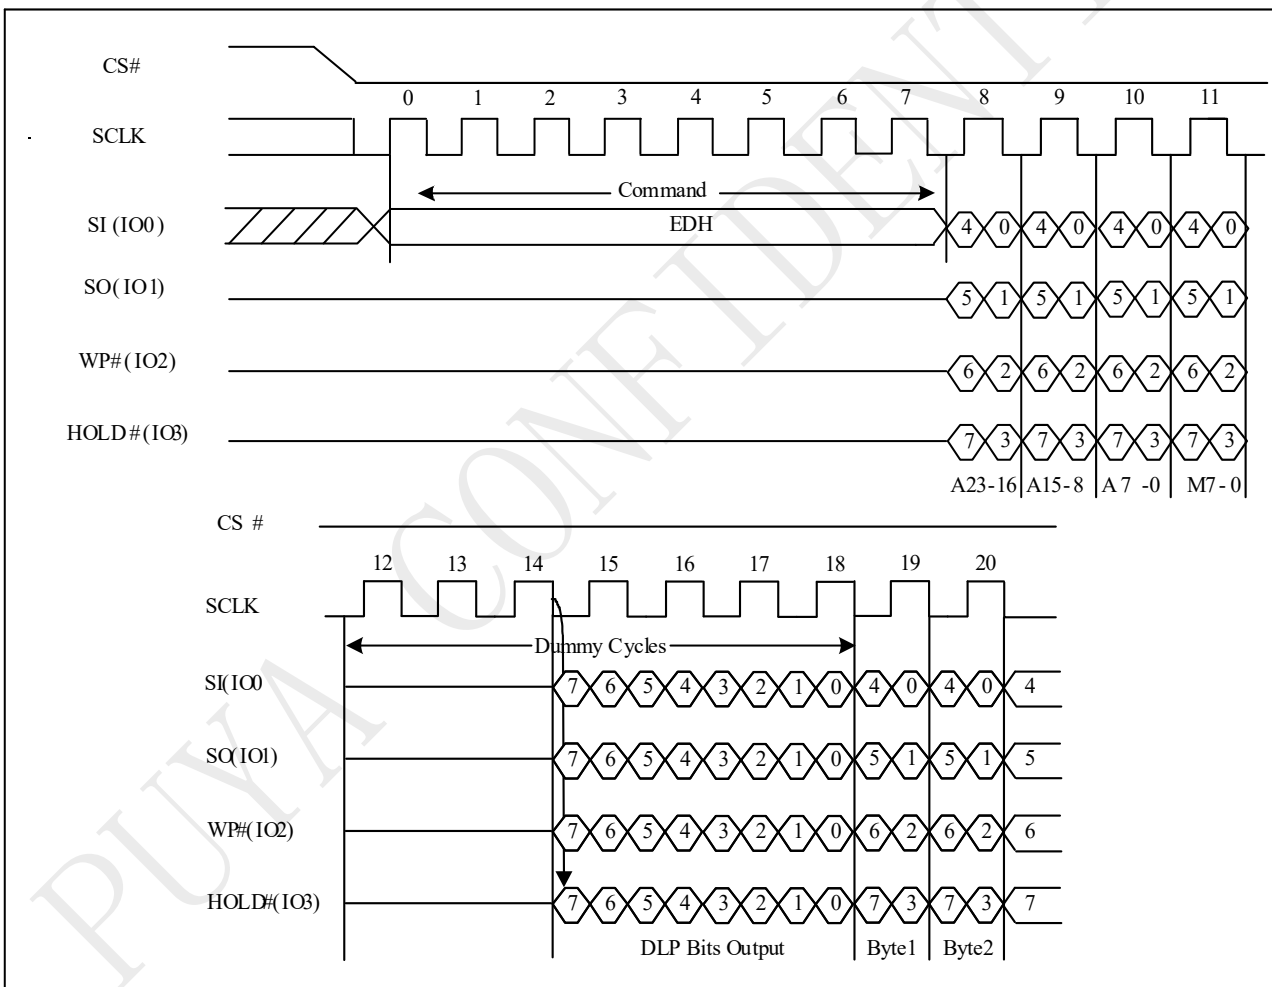 CS#
0 1 2 3 4 5 6 7 8 9 10 11
SCLK
Command
SI (IO0) EDH 4 0 4 0 4 0 4 0
SO(IO1) 5 1 5 1 5 1 5 1
WP#(IO2) 6 2 6 2 6 2 6 2
HOLD#(IO3) 7 3 7 3 7 3 7 3
A23-16 A15-8 A7-0 M7-0
CS #
12 13 14 15 16 17 18 19 20
SCLK
Dummy Cycles
SI(IO0 7 6 5 4 3 2 1 0 4 0 4 0 4
SO(IO1) 7 6 5 4 3 2 1 0 5 1 5 1 5
WP#(IO2) 7 6 5 4 3 2 1 0 6 2 6 2 6
HOLD#(IO3) 7 6 5 4 3 2 1 0 7 3 7 3 7
DLP Bits Output Byte1 Byte2
PUYA CONFIDENTI